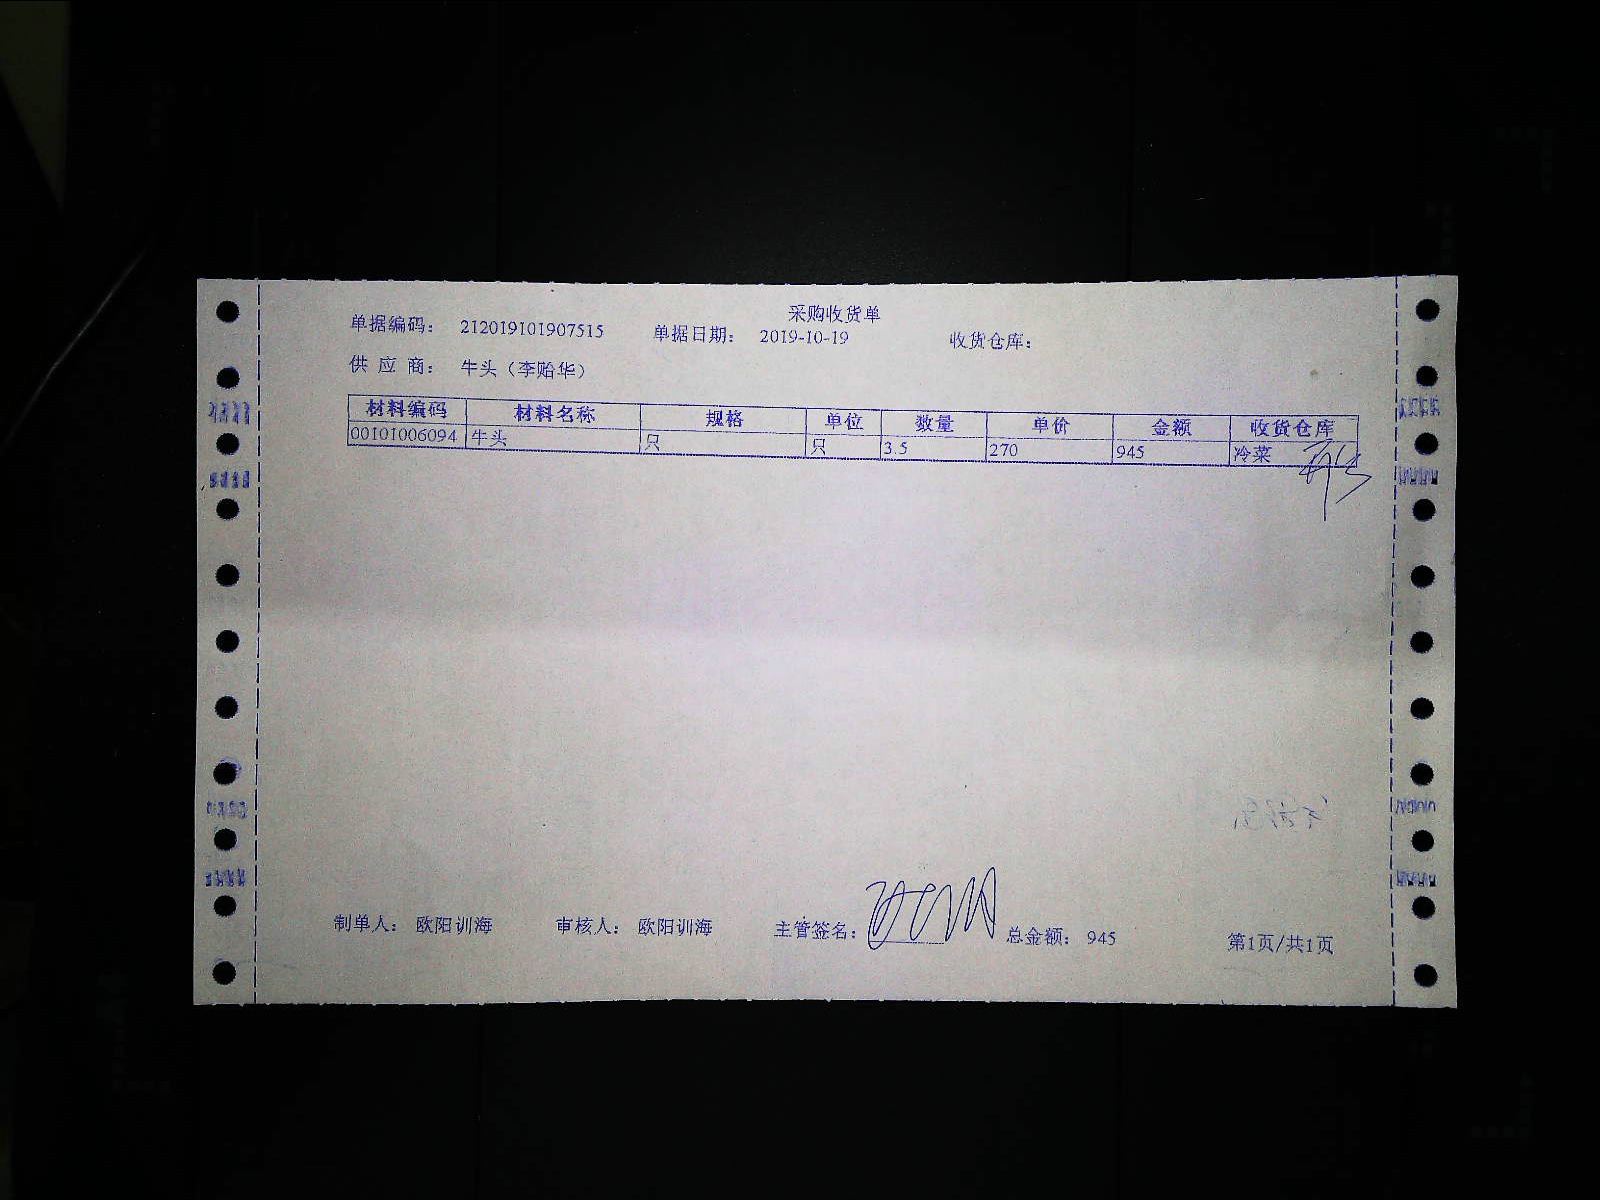 采购收货单
单据编码： 212019101907515 单据日期： 2019-10-19 收货仓库：
供 应 商： 牛头（李贻华）
材料编码 材料名称 规格 单位 数量 单价 金额 收货仓库
00101006094 牛头 只 只 3.5 270 945 冷菜
制单人： 欧阳训海 审核人： 欧阳训海 主管签名： 总金额： 945 第1页/共1页